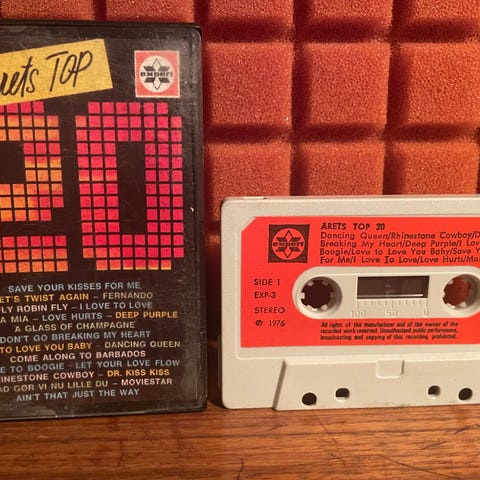 rets TOP
expert
20
SAVE YOUR KISSES FOR ME
ET'S TWIST AGAIN – FERNANDO
FLY ROBIN FLY – I LOVE TO LOVE
A MIA – LOVE HURTS – DEEP PURPLE
A GLASS OF CHAMPAGNE
DON'T GO BREAKING MY HEART
TO LOVE YOU BABY – DANCING QUEEN
COME ALONG TO BARBADOS
E TO BOOGIE – LET YOUR LOVE FLOW
HINESTONE COWBOY – DR. KISS KISS
AD GØR VI NU LILLE DU – MOVIESTAR
AIN'T THAT JUST THE WAY
expert
ÅRETS TOP 20
Dancing Queen/Rhinestone Cowboy/D
Breaking My Heart/Deep Purple/I Lov
Boogie/Love to Love You Baby/Save Y
For Me/I Love To Love/Love Hurts/Mam
SIDE 1
EXP-3
STEREO
℗ 1976
100 50 0
All rights of the manufacturer and of the owner of the
recorded work reserved. Unauthorized public performance,
broadcasting and copying of this recording prohibited.